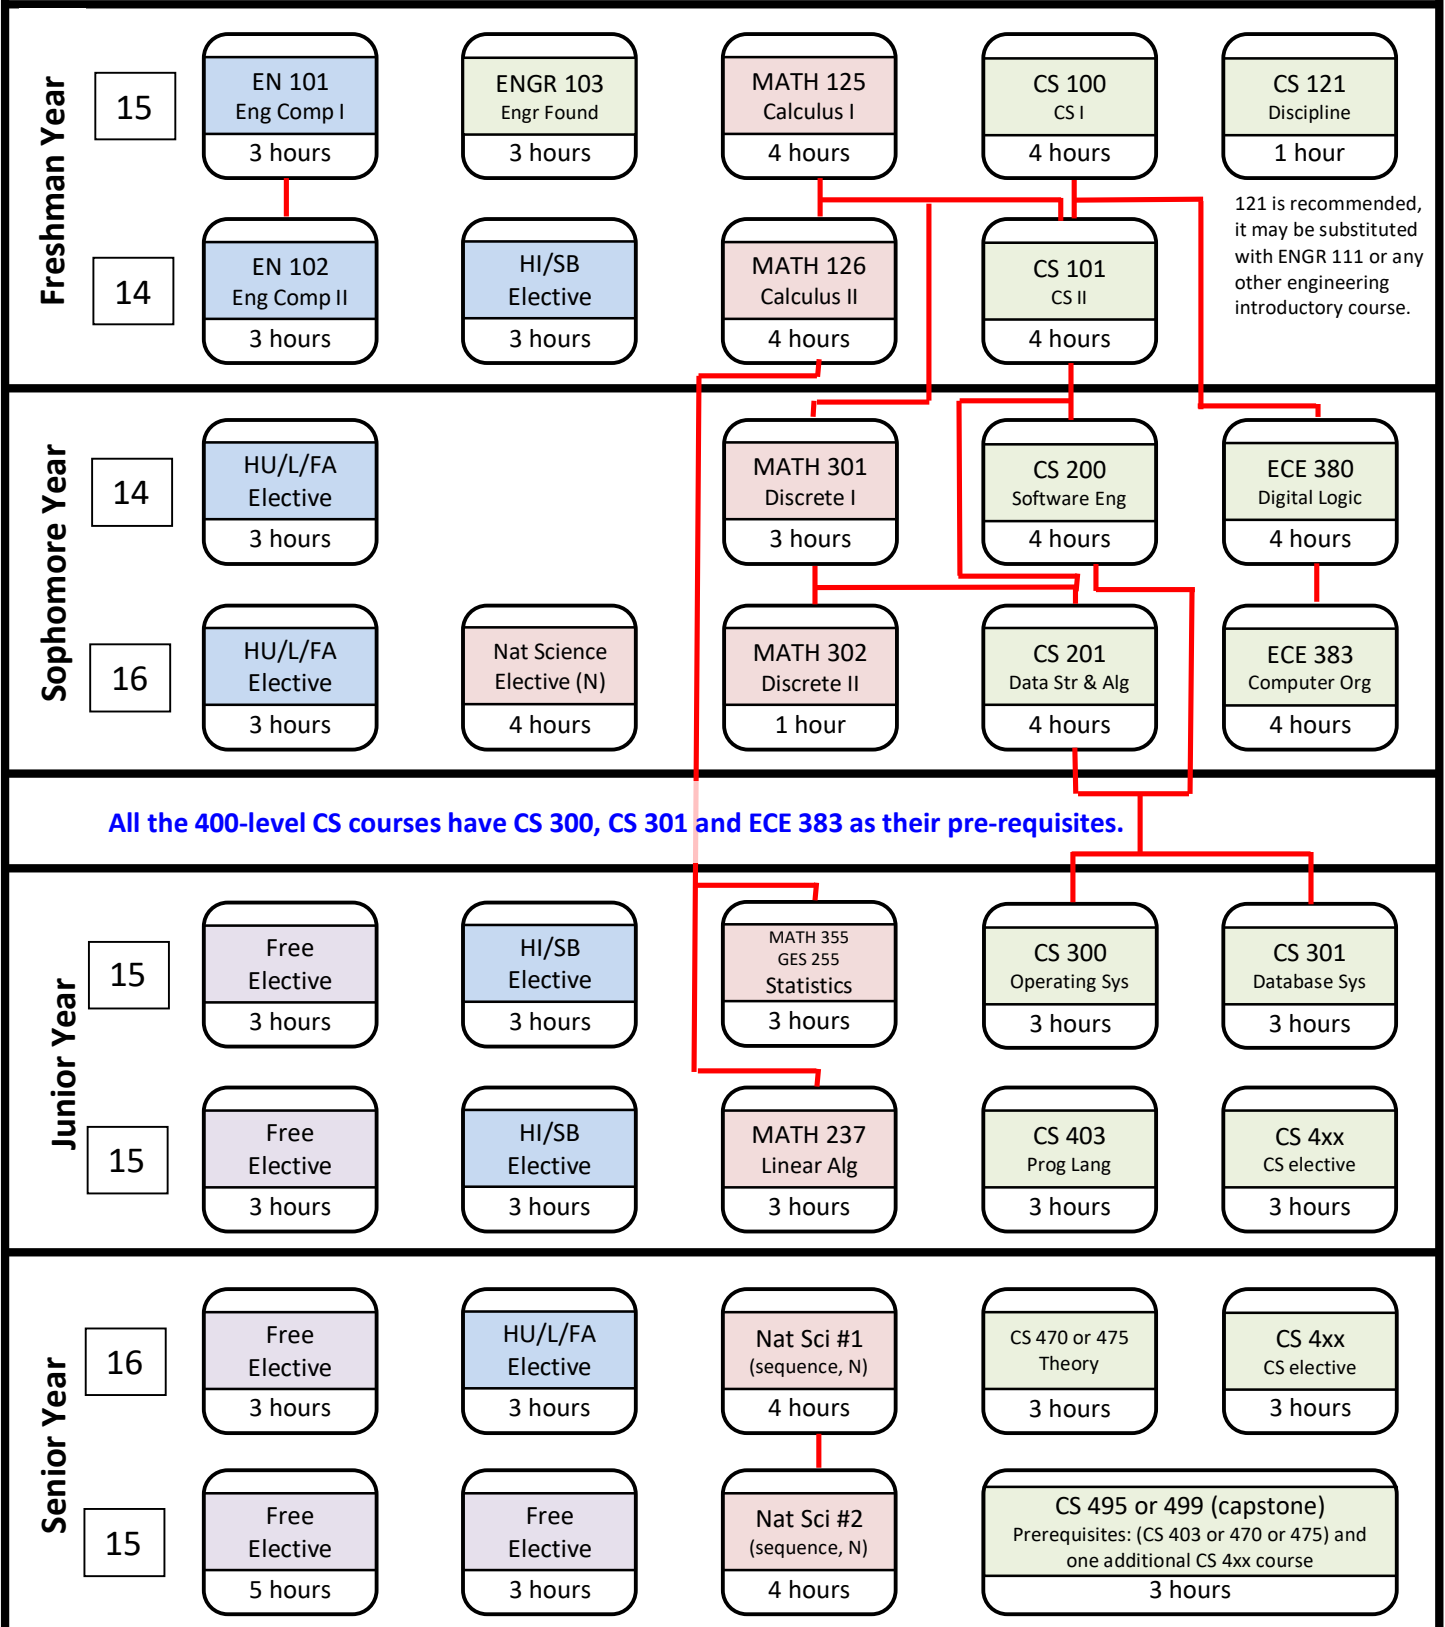 Freshman Year
15
EN 101
Eng Comp I
3 hours
ENGR 103
Engr Found
3 hours
MATH 125
Calculus I
4 hours
CS 100
CS I
4 hours
CS 121
Discipline
1 hour
121 is recommended,
it may be substituted
with ENGR 111 or any
other engineering
introductory course.
14
EN 102
Eng Comp II
3 hours
HI/SB
Elective
3 hours
MATH 126
Calculus II
4 hours
CS 101
CS II
4 hours
Sophomore Year
14
HU/L/FA
Elective
3 hours
MATH 301
Discrete I
3 hours
CS 200
Software Eng
4 hours
ECE 380
Digital Logic
4 hours
16
HU/L/FA
Elective
3 hours
Nat Science
Elective (N)
4 hours
MATH 302
Discrete II
1 hour
CS 201
Data Str & Alg
4 hours
ECE 383
Computer Org
4 hours
All the 400-level CS courses have CS 300, CS 301 and ECE 383 as their pre-requisites.
Junior Year
15
Free
Elective
3 hours
HI/SB
Elective
3 hours
MATH 355
GES 255
Statistics
3 hours
CS 300
Operating Sys
3 hours
CS 301
Database Sys
3 hours
15
Free
Elective
3 hours
HI/SB
Elective
3 hours
MATH 237
Linear Alg
3 hours
CS 403
Prog Lang
3 hours
CS 4xx
CS elective
3 hours
Senior Year
16
Free
Elective
3 hours
HU/L/FA
Elective
3 hours
Nat Sci #1
(sequence, N)
4 hours
CS 470 or 475
Theory
3 hours
CS 4xx
CS elective
3 hours
15
Free
Elective
5 hours
Free
Elective
3 hours
Nat Sci #2
(sequence, N)
4 hours
CS 495 or 499 (capstone)
Prerequisites: (CS 403 or 470 or 475) and
one additional CS 4xx course
3 hours